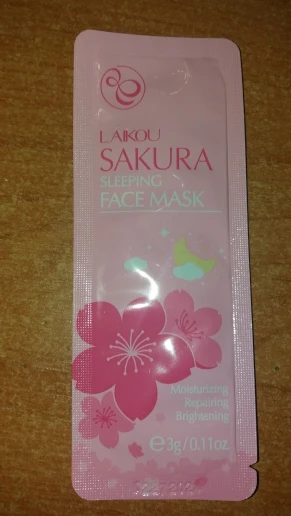 LAIKOU
SAKURA
SLEEPING
FACE MASK
Moisturizing
Repairing
Brightening
℮3g/0.11oz